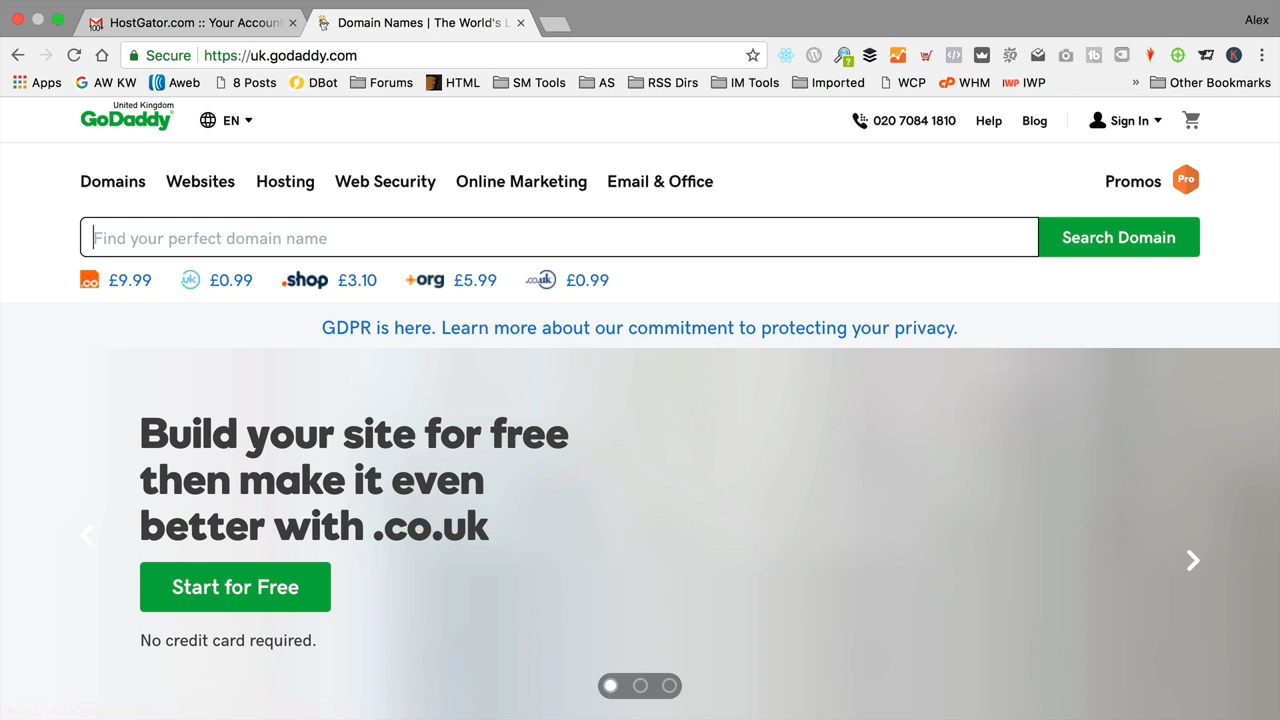 HostGator.com :: Your Account
Domain Names | The World's L
Alex
Secure
https://uk.godaddy.com
Apps
AW KW
Aweb
8 Posts
DBot
Forums
HTML
SM Tools
AS
RSS Dirs
IM Tools
Imported
WCP
WHM
IWP
»
Other Bookmarks
United Kingdom
GoDaddy
EN
020 7084 1810
Help
Blog
Sign In
Domains
Websites
Hosting
Web Security
Online Marketing
Email & Office
Promos
Pro
Find your perfect domain name
Search Domain
.co £9.99
uk £0.99
.shop £3.10
org £5.99
.co.uk £0.99
GDPR is here. Learn more about our commitment to protecting your privacy.
Build your site for free
then make it even
better with .co.uk
Start for Free
No credit card required.